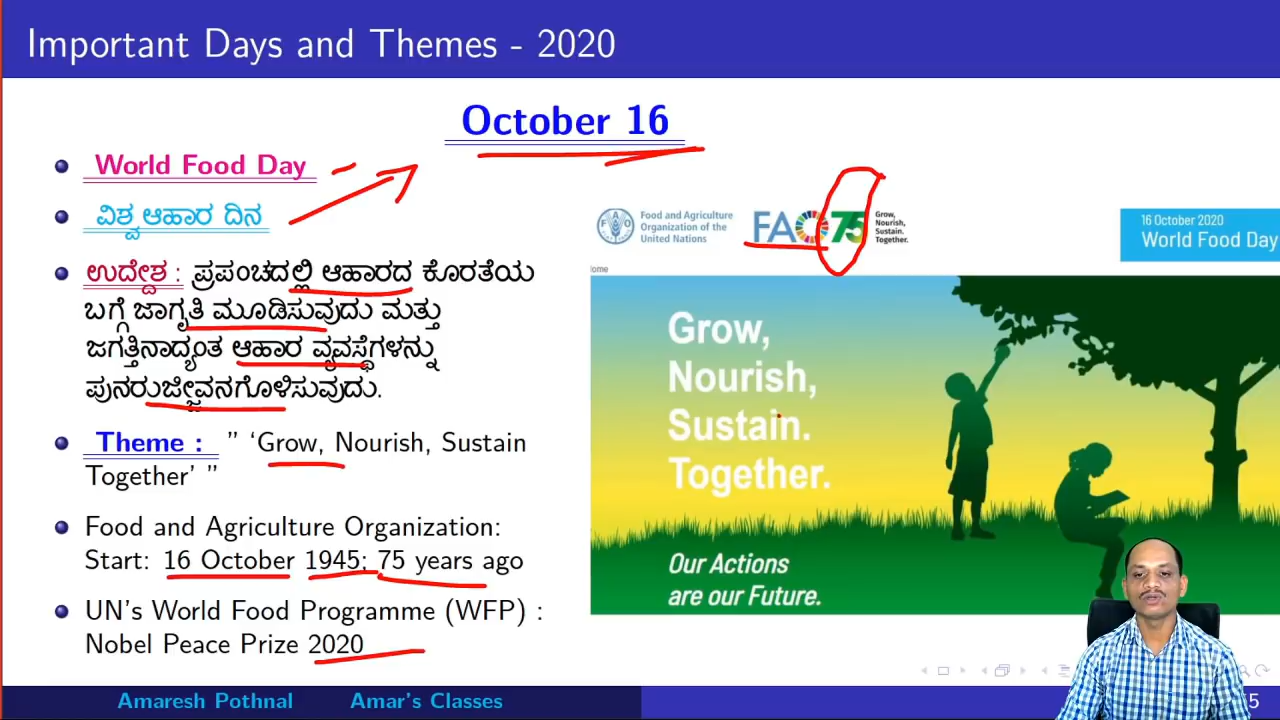 Important Days and Themes - 2020
October 16
World Food Day
ವಿಶ್ವ ಆಹಾರ ದಿನ
ಉದೇಶ : ಪ್ರಪಂಚದಲ್ಲಿ ಆಹಾರದ ಕೊರತೆಯ
ಬಗ್ಗೆ ಜಾಗೃತಿ ಮೂಡಿಸುವುದು ಮತ್ತು
ಜಗತ್ತಿನಾದ್ಯಂತ ಆಹಾರ ವ್ಯವಸ್ಥೆಗಳನ್ನು
ಪುನರುಜ್ಜೀವನಗೊಳಿಸುವುದು.
Theme : " 'Grow, Nourish, Sustain
Together' "
Food and Agriculture Organization:
Start: 16 October 1945; 75 years ago
UN's World Food Programme (WFP) :
Nobel Peace Prize 2020
Food and Agriculture
Organization of the
United Nations
FAO 75
Grow,
Nourish,
Sustain.
Together.
16 October 2020
World Food Day
Home
Grow,
Nourish,
Sustain.
Together.
Our Actions
are our Future.
Amaresh Pothnal Amar's Classes